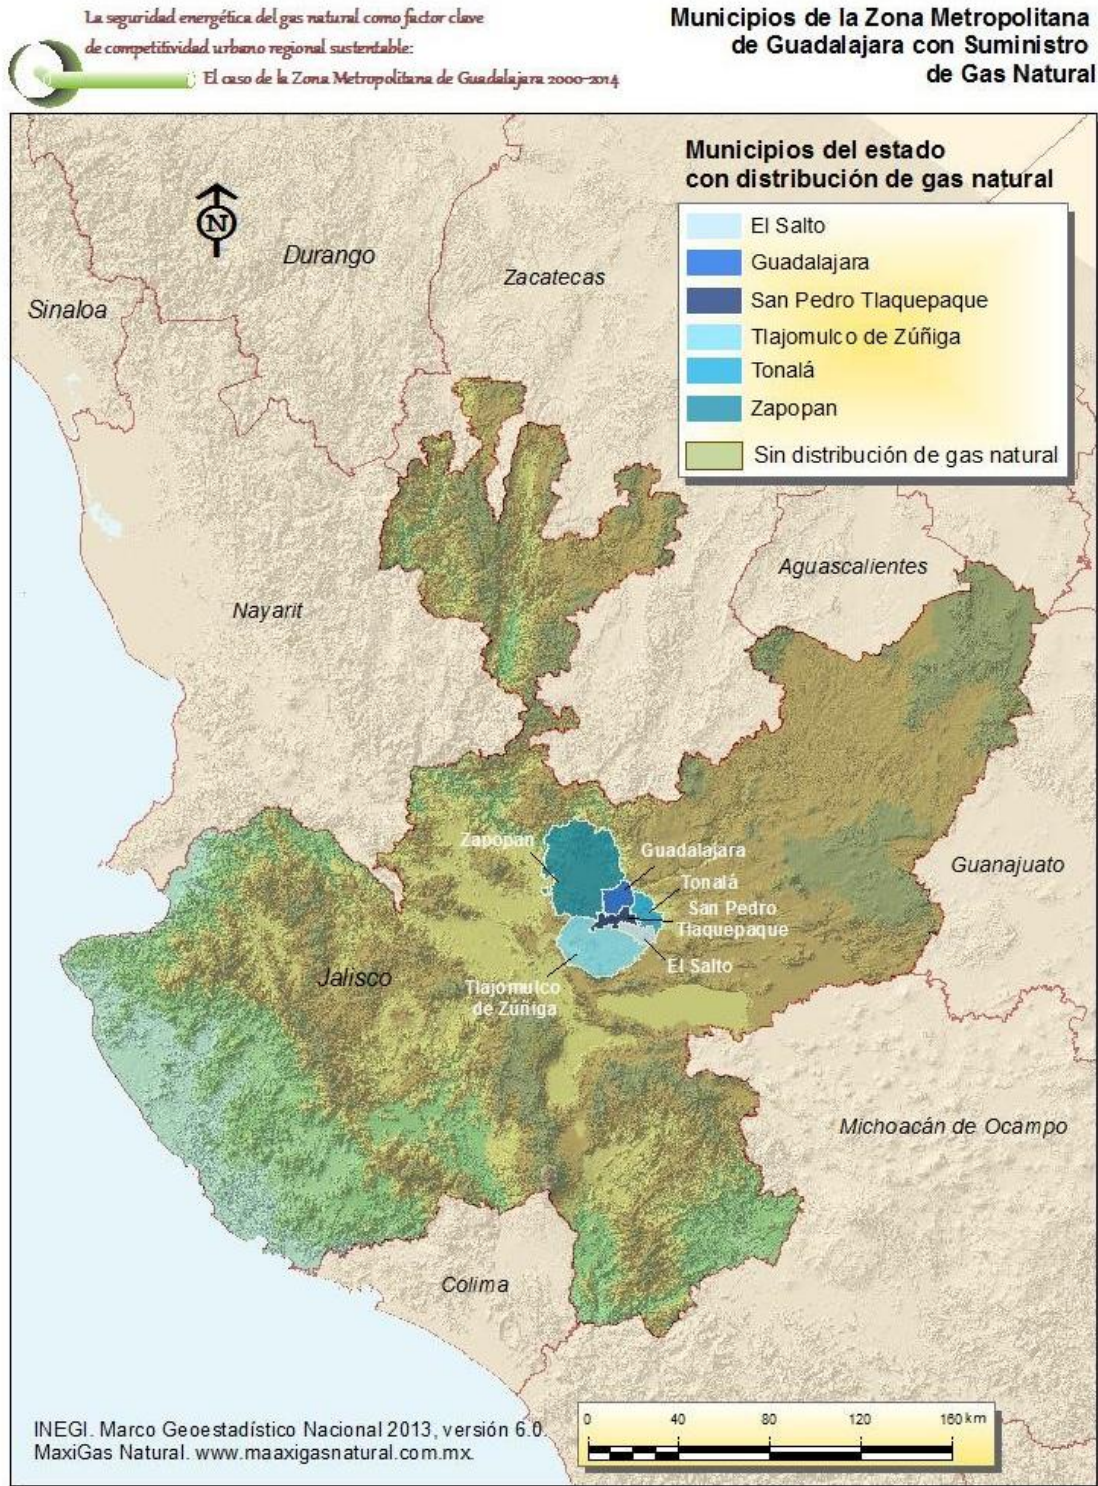 La seguridad energética del gas natural como factor clave
de competitividad urbano regional sustentable:
El caso de la Zona Metropolitana de Guadalajara 2000-2014
Municipios de la Zona Metropolitana
de Guadalajara con Suministro
de Gas Natural
Municipios del estado
con distribución de gas natural
El Salto
Guadalajara
San Pedro Tlaquepaque
Tlajomulco de Zúñiga
Tonalá
Zapopan
Sin distribución de gas natural
N
Durango
Zacatecas
Sinaloa
Aguascalientes
Nayarit
Zapopan
Guadalajara
Guanajuato
Tonalá
San Pedro
Tlaquepaque
El Salto
Jalisco
Tlajomulco
de Zúñiga
Michoacán de Ocampo
Colima
INEGI. Marco Geoestadístico Nacional 2013, versión 6.0.
MaxiGas Natural. www.maaxigasnatural.com.mx.
0 40 80 120 160 km